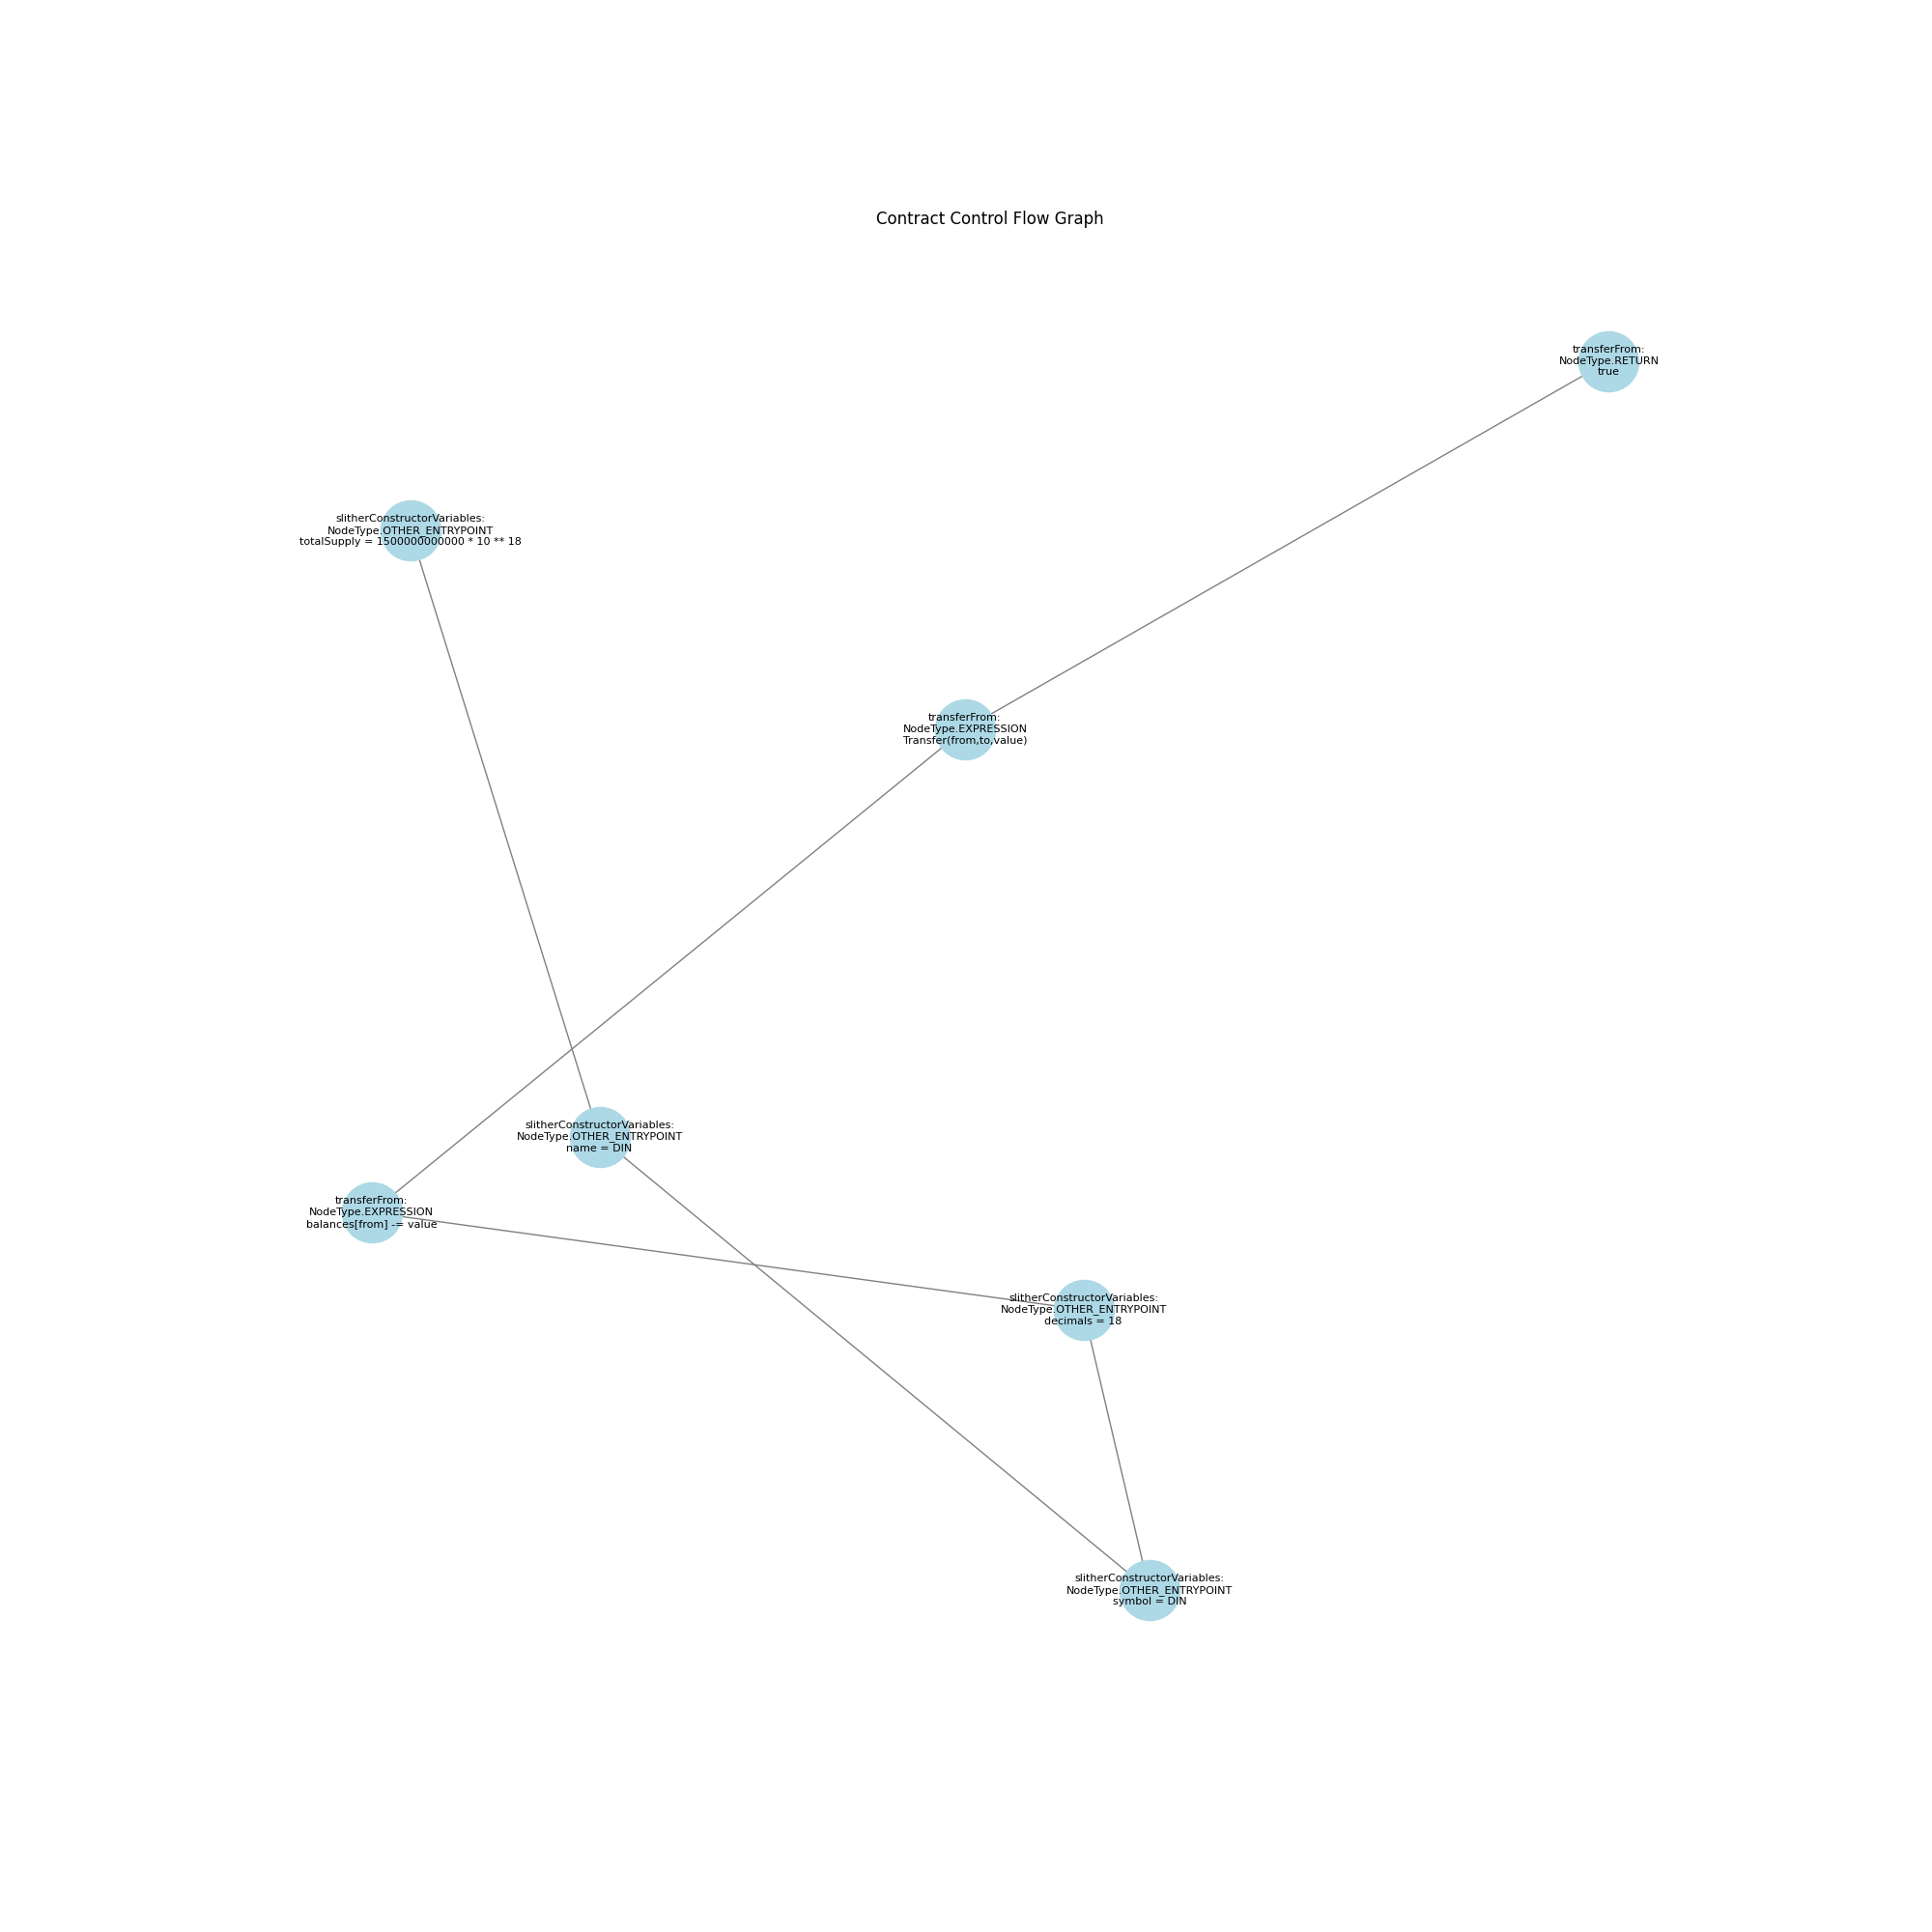 Contract Control Flow Graph
transferFrom:
NodeType.RETURN
true
slitherConstructorVariables:
NodeType.OTHER_ENTRYPOINT
totalSupply = 1500000000000 * 10 ** 18
transferFrom:
NodeType.EXPRESSION
Transfer(from,to,value)
slitherConstructorVariables:
NodeType.OTHER_ENTRYPOINT
name = DIN
transferFrom:
NodeType.EXPRESSION
balances[from] -= value
slitherConstructorVariables:
NodeType.OTHER_ENTRYPOINT
decimals = 18
slitherConstructorVariables:
NodeType.OTHER_ENTRYPOINT
symbol = DIN